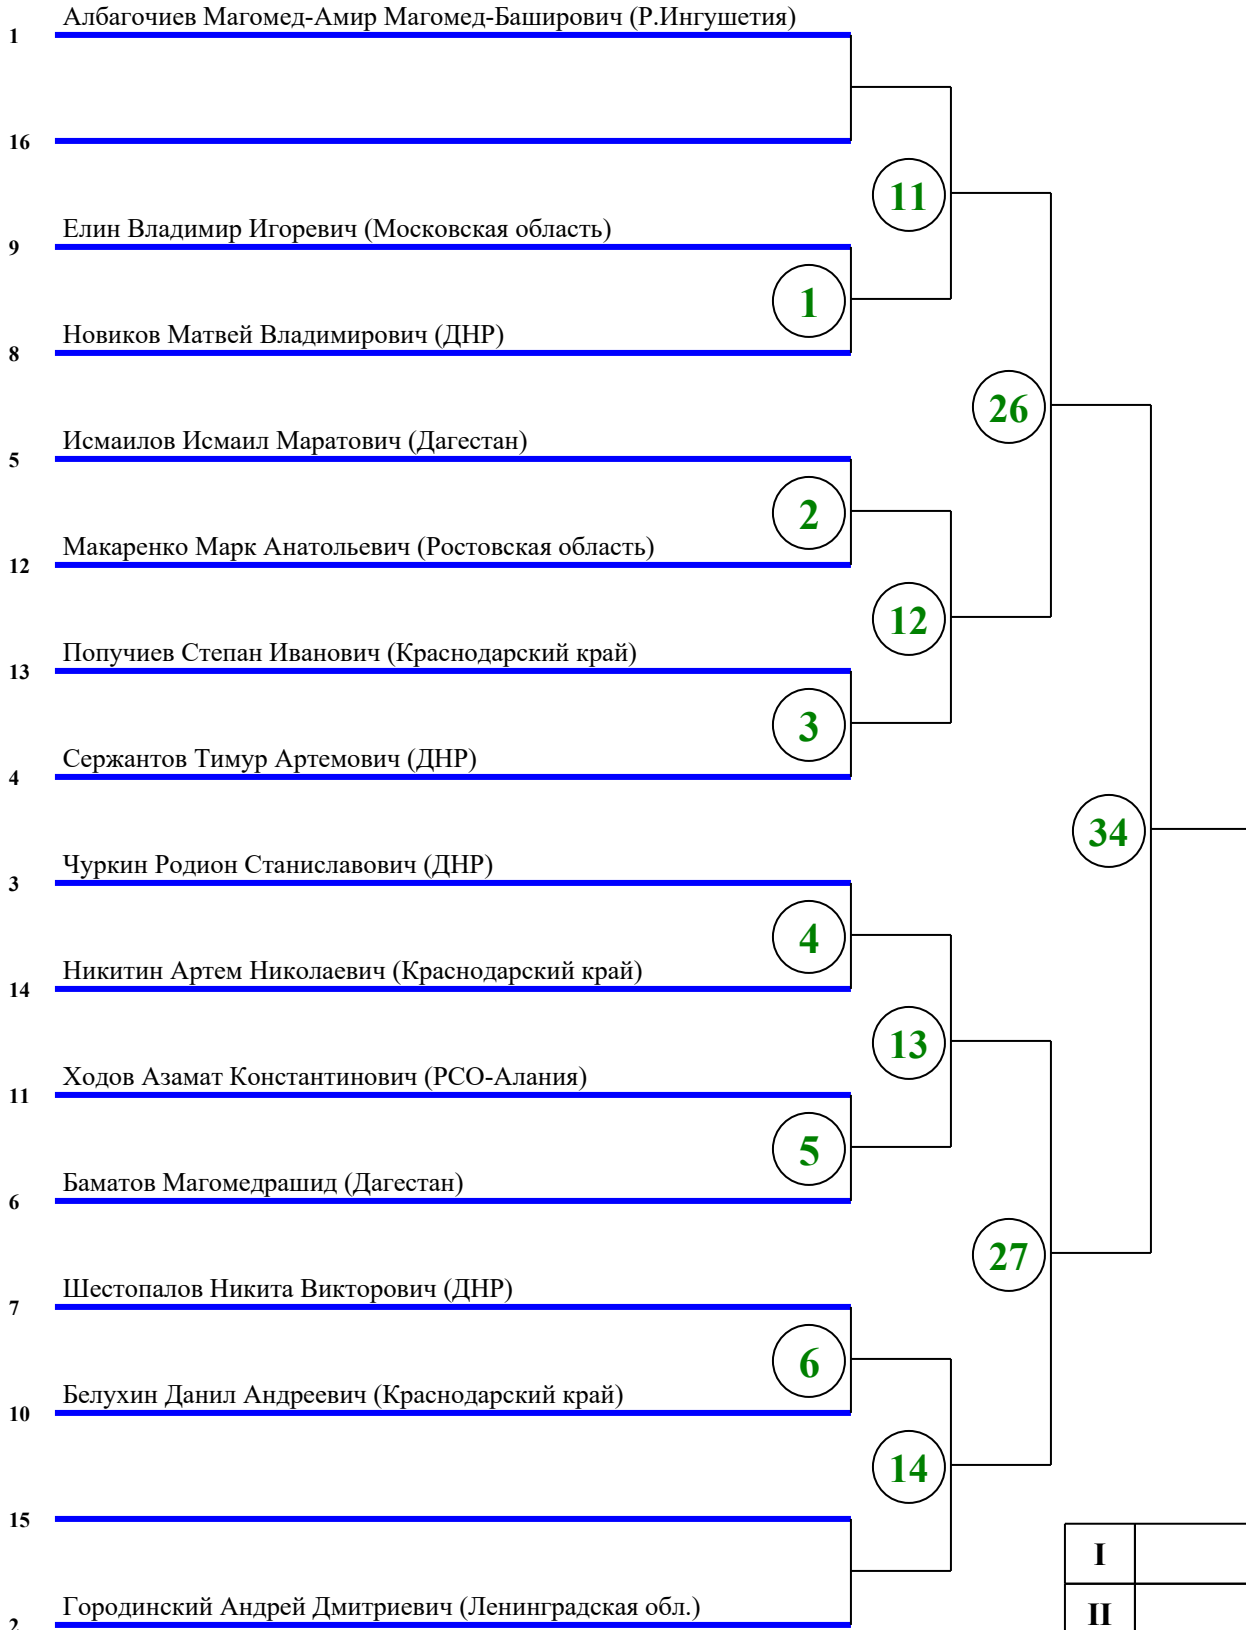 Албагочиев Магомед-Амир Магомед-Баширович (Р.Ингушетия)
1
16
11
Елин Владимир Игоревич (Московская область)
9
1
Новиков Матвей Владимирович (ДНР)
8
26
Исмаилов Исмаил Маратович (Дагестан)
5
2
Макаренко Марк Анатольевич (Ростовская область)
12
12
Попучиев Степан Иванович (Краснодарский край)
13
3
Сержантов Тимур Артемович (ДНР)
4
34
Чуркин Родион Станиславович (ДНР)
3
4
Никитин Артем Николаевич (Краснодарский край)
14
13
Ходов Азамат Константинович (РСО-Алания)
11
5
Баматов Магомедрашид (Дагестан)
6
27
Шестопалов Никита Викторович (ДНР)
7
6
Белухин Данил Андреевич (Краснодарский край)
10
14
15
I
Городинский Андрей Дмитриевич (Ленинградская обл.)
2
II